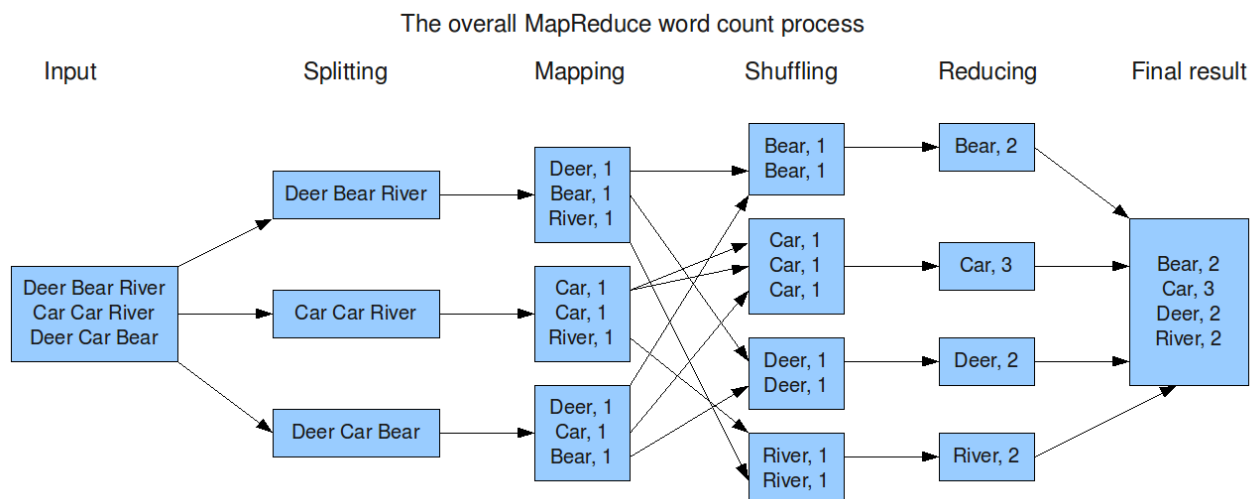 The overall MapReduce word count process
Input
Splitting
Mapping
Shuffling
Reducing
Final result
Deer Bear River
Car Car River
Deer Car Bear
Deer Bear River
Car Car River
Deer Car Bear
Deer, 1
Bear, 1
River, 1
Car, 1
Car, 1
River, 1
Deer, 1
Car, 1
Bear, 1
Bear, 1
Bear, 1
Car, 1
Car, 1
Car, 1
Deer, 1
Deer, 1
River, 1
River, 1
Bear, 2
Car, 3
Deer, 2
River, 2
Bear, 2
Car, 3
Deer, 2
River, 2